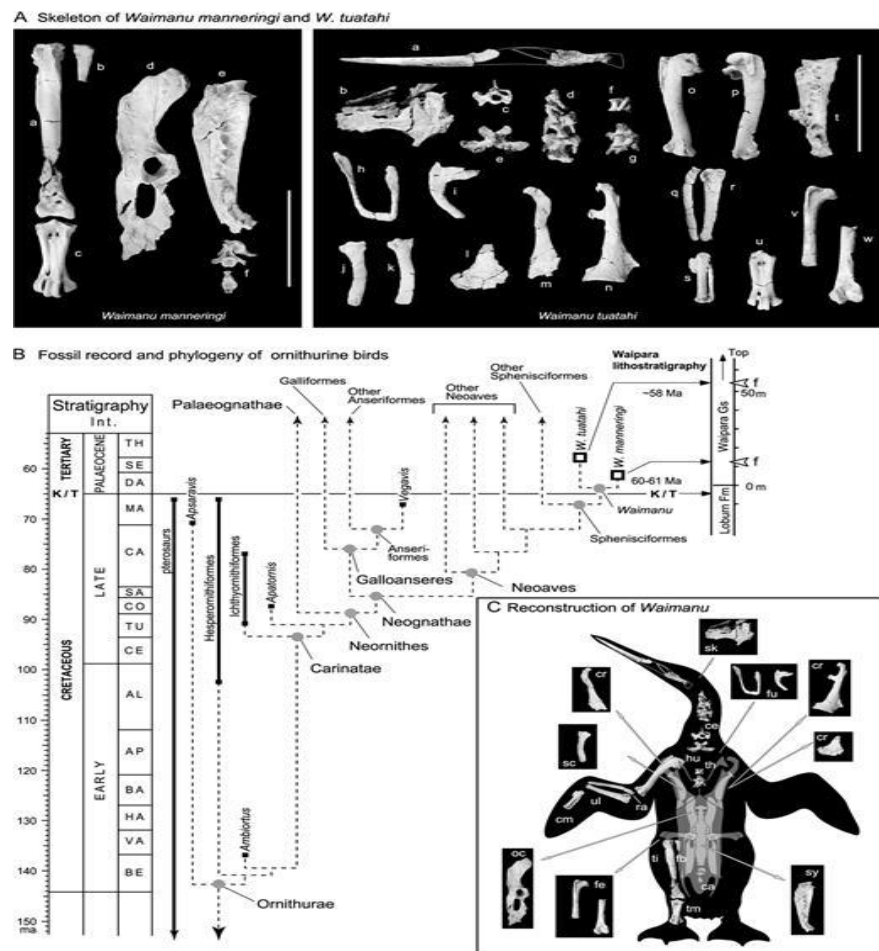 A Skeleton of Waimanu manneringi and W. tuatahi
b
d
e
a
c
f
Waimanu manneringi
a
b
c
d
f
e
g
h
i
j
k
l
m
n
o
p
t
q
r
s
u
v
w
Waimanu tuatahi
B Fossil record and phylogeny of ornithurine birds
Stratigraphy
Int.
TERTIARY
PALAEOCENE
TH
SE
DA
K / T
CRETACEOUS
LATE
MA
CA
SA
CO
TU
CE
EARLY
AL
AP
BA
HA
VA
BE
60
70
80
90
100
110
120
130
140
150
ma.
pterosaurs
Apsaravis
Hesperornithiformes
Ichthyornithiformes
Apatornis
Ambiortus
Ornithurae
Carinatae
Neornithes
Neognathae
Galloanseres
Anseri-
formes
Vegavis
Neoaves
Palaeognathae
Galliformes
Other
Anseriformes
Other
Neoaves
Other
Sphenisciformes
W. tuatahi
W. manneringi
Waimanu
Sphenisciformes
Waipara
lithostratigraphy
~58 Ma
60-61 Ma
K / T
Top
f
50m
Waipara Gs
f
0 m
Loburn Fm
C Reconstruction of Waimanu
sk
cr
fu
cr
ce
sc
hu
th
cr
cm
ul
ra
oc
ti
fb
fe
ca
sy
tm